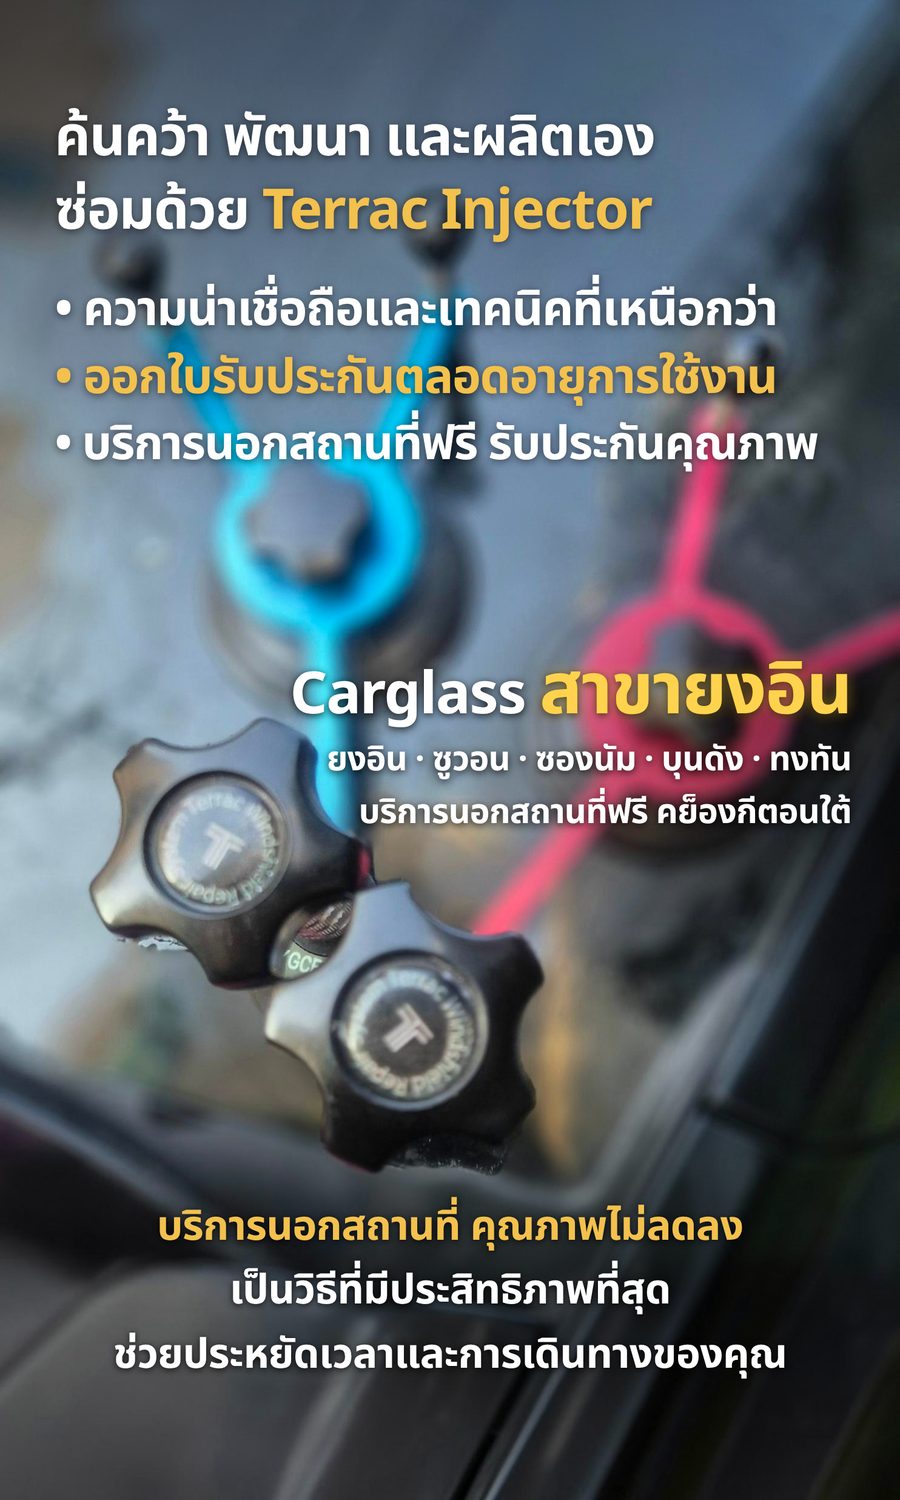 ค้นคว้า พัฒนา และผลิตเอง
ซ่อมด้วย Terrac Injector
• ความน่าเชื่อถือและเทคนิคที่เหนือกว่า
• ออกใบรับประกันตลอดอายุการใช้งาน
• บริการนอกสถานที่ฟรี รับประกันคุณภาพ
Carglass สาขายงอิน
ยงอิน · ซูวอน · ซองนัม · บุนดัง · ทงทัน
บริการนอกสถานที่ฟรี คย็องกีตอนใต้
Terrac Windshield Repair
Terrac Windshield Repair
บริการนอกสถานที่ คุณภาพไม่ลดลง
เป็นวิธีที่มีประสิทธิภาพที่สุด
ช่วยประหยัดเวลาและการเดินทางของคุณ